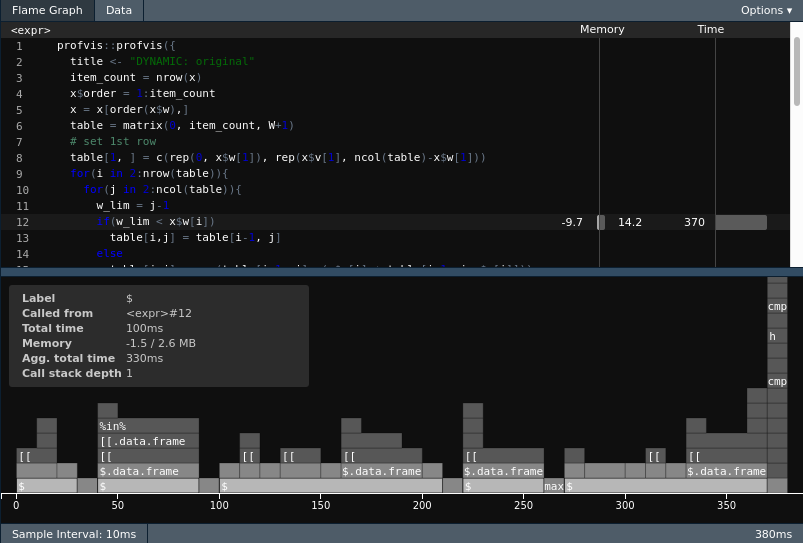 Flame Graph Data Options ▾
<expr> Memory Time
1 profvis::profvis({
2 title <- "DYNAMIC: original"
3 item_count = nrow(x)
4 x$order = 1:item_count
5 x = x[order(x$w),]
6 table = matrix(0, item_count, W+1)
7 # set 1st row
8 table[1, ] = c(rep(0, x$w[1]), rep(x$v[1], ncol(table)-x$w[1]))
9 for(i in 2:nrow(table)){
10 for(j in 2:ncol(table)){
11 w_lim = j-1
12 if(w_lim < x$w[i]) -9.7 14.2 370
13 table[i,j] = table[i-1, j]
14 else
Label $
Called from <expr>#12
Total time 100ms
Memory -1.5 / 2.6 MB
Agg. total time 330ms
Call stack depth 1
cmp
h
cmp
%in%
[[.data.frame
[[ [[ [[ [[ [[ [[ [[ [[
$.data.frame $.data.frame $.data.frame $.data.frame
$ $ $ $ max $
0 50 100 150 200 250 300 350
Sample Interval: 10ms 380ms